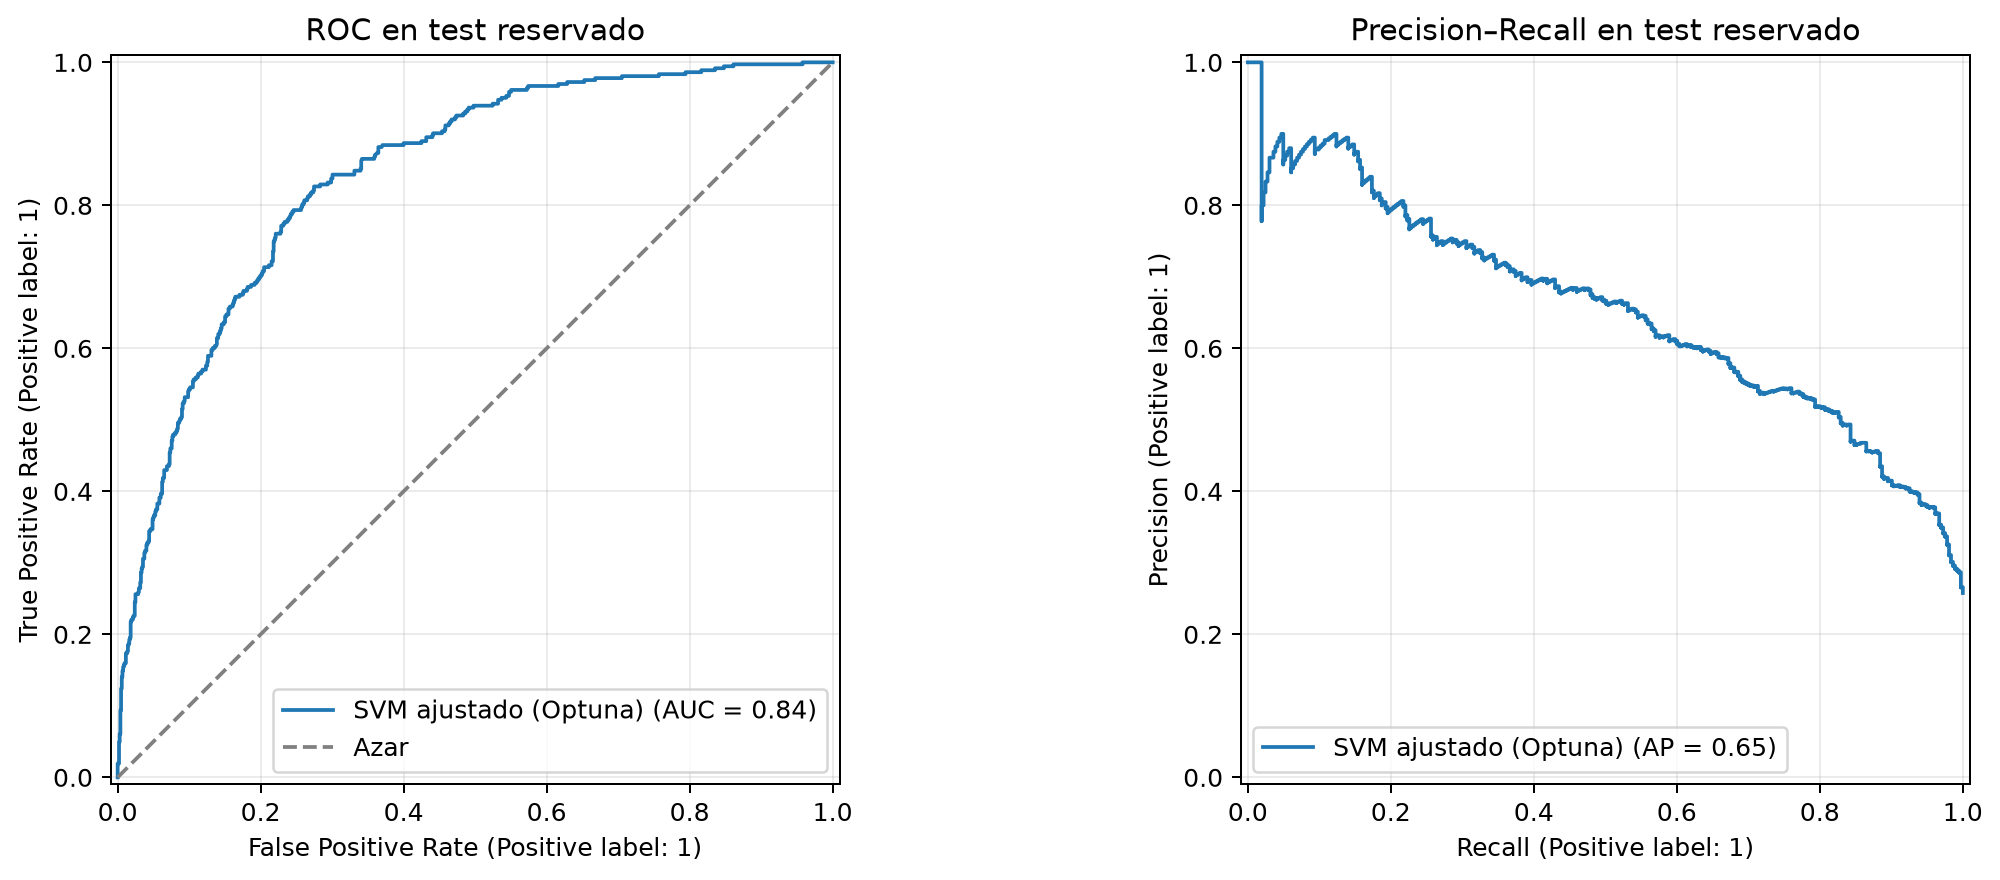 ROC en test reservado
1.0
0.8
0.6
0.4
0.2
0.0
True Positive Rate (Positive label: 1)
SVM ajustado (Optuna) (AUC = 0.84)
Azar
0.0 0.2 0.4 0.6 0.8 1.0
False Positive Rate (Positive label: 1)
Precision–Recall en test reservado
1.0
0.8
0.6
0.4
0.2
0.0
Precision (Positive label: 1)
SVM ajustado (Optuna) (AP = 0.65)
0.0 0.2 0.4 0.6 0.8 1.0
Recall (Positive label: 1)